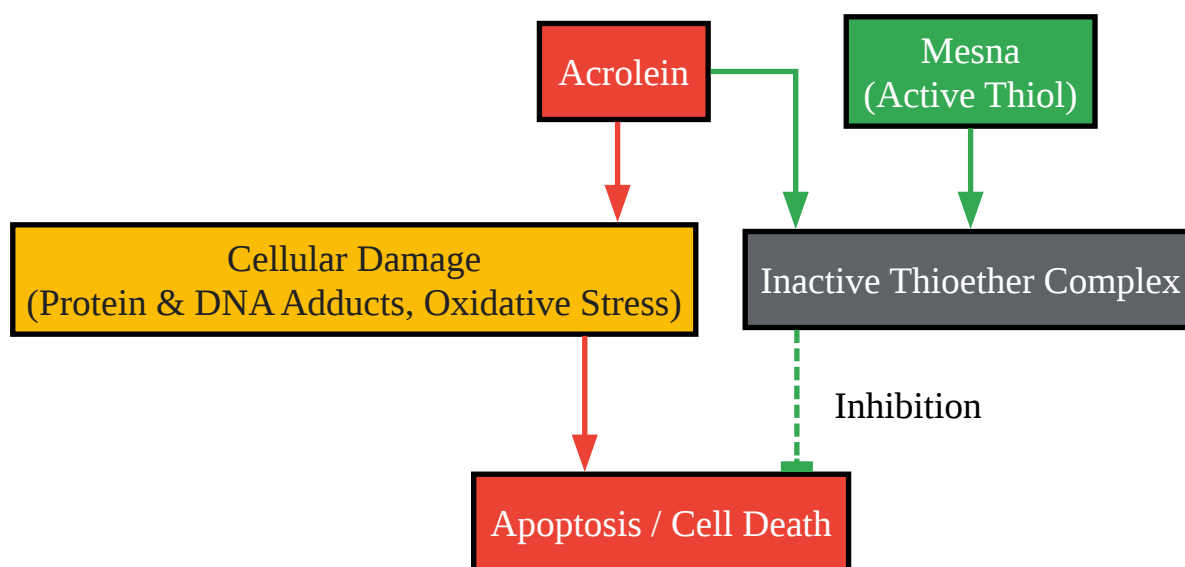 Acrolein
Mesna
(Active Thiol)
Cellular Damage
(Protein & DNA Adducts, Oxidative Stress)
Inactive Thioether Complex
Inhibition
Apoptosis / Cell Death